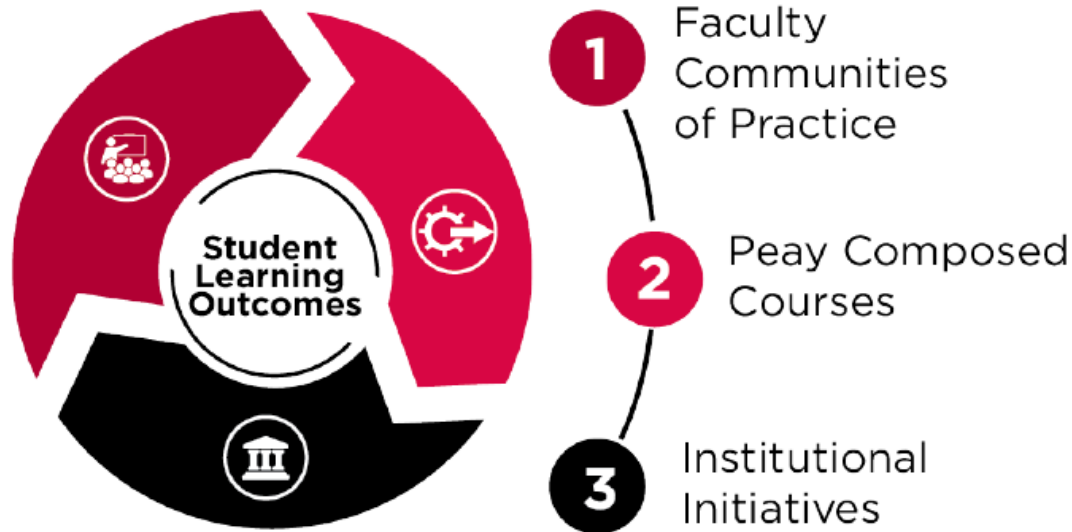 Student
Learning
Outcomes
1
Faculty
Communities
of Practice
2
Peay Composed
Courses
3
Institutional
Initiatives